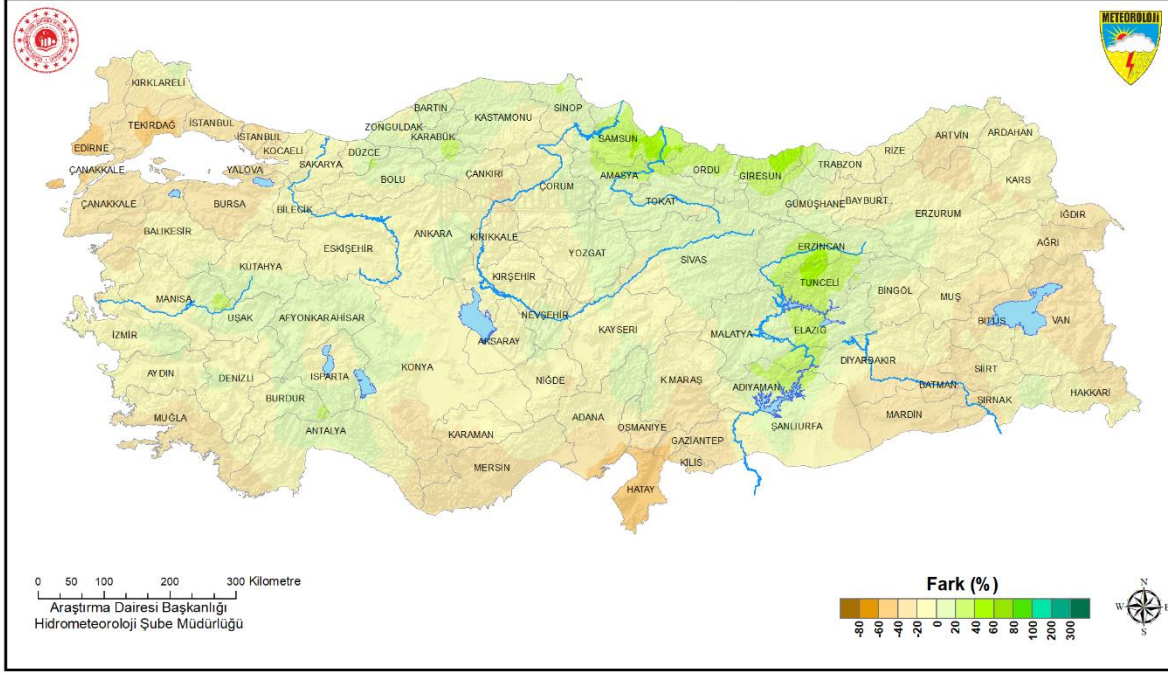 METEOROLOJİ
KIRKLARELİ
TEKİRDAĞ
İSTANBUL
İSTANBUL
EDİRNE
KOCAELİ
ÇANAKKALE
YALOVA
SAKARYA
ÇANAKKALE
BURSA
BİLECİK
BALIKESİR
ESKİŞEHİR
KÜTAHYA
MANİSA
UŞAK
AFYONKARAHİSAR
İZMİR
AYDIN
DENİZLİ
ISPARTA
BURDUR
MUĞLA
ANTALYA
BARTIN
ZONGULDAK
KARABÜK
DÜZCE
BOLU
KASTAMONU
SİNOP
ÇANKIRI
ANKARA
KIRIKKALE
ÇORUM
SAMSUN
AMASYA
TOKAT
ORDU
GİRESUN
YOZGAT
SİVAS
KIRŞEHİR
NEVŞEHİR
AKSARAY
KAYSERİ
KONYA
NİĞDE
KARAMAN
MERSİN
ADANA
OSMANİYE
HATAY
K.MARAŞ
GAZİANTEP
KİLİS
TRABZON
RİZE
ARTVİN
ARDAHAN
KARS
GÜMÜŞHANE
BAYBURT
ERZURUM
IĞDIR
AĞRI
ERZİNCAN
TUNCELİ
BİNGÖL
MUŞ
BİTLİS
VAN
MALATYA
ELAZIĞ
DİYARBAKIR
ADIYAMAN
ŞANLIURFA
BATMAN
SİİRT
MARDİN
ŞIRNAK
HAKKARİ
0 50 100 200 300 Kilometre
Araştırma Dairesi Başkanlığı
Hidrometeoroloji Şube Müdürlüğü
Fark (%)
-80 -60 -40 -20 0 20 40 60 80 100 200 300
N
W E
S